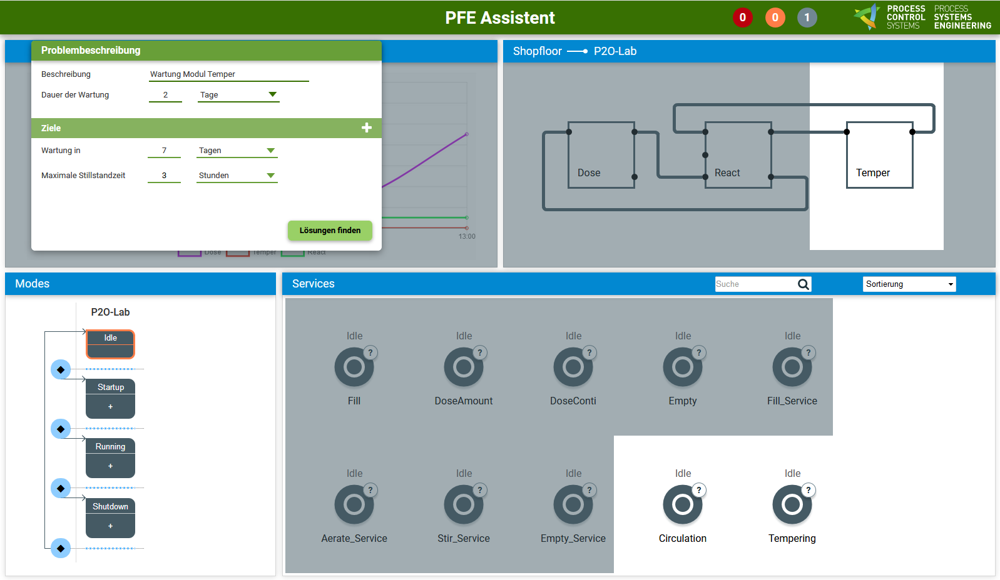 PFE Assistent
0
0
1
PROCESS CONTROL SYSTEMS
PROCESS SYSTEMS ENGINEERING
Problembeschreibung
Beschreibung
Wartung Modul Temper
Dauer der Wartung
2
Tage
Ziele
+
Wartung in
7
Tagen
Maximale Stillstandzeit
3
Stunden
Lösungen finden
13:00
Dose
Temper
React
Shopfloor
P2O-Lab
Dose
React
Temper
Modes
P2O-Lab
Idle
Startup
+
Running
+
Shutdown
+
Services
Suche
Sortierung
Idle
?
Fill
Idle
?
DoseAmount
Idle
?
DoseConti
Idle
?
Empty
Idle
?
Fill_Service
Idle
?
Aerate_Service
Idle
?
Stir_Service
Idle
?
Empty_Service
Idle
?
Circulation
Idle
?
Tempering